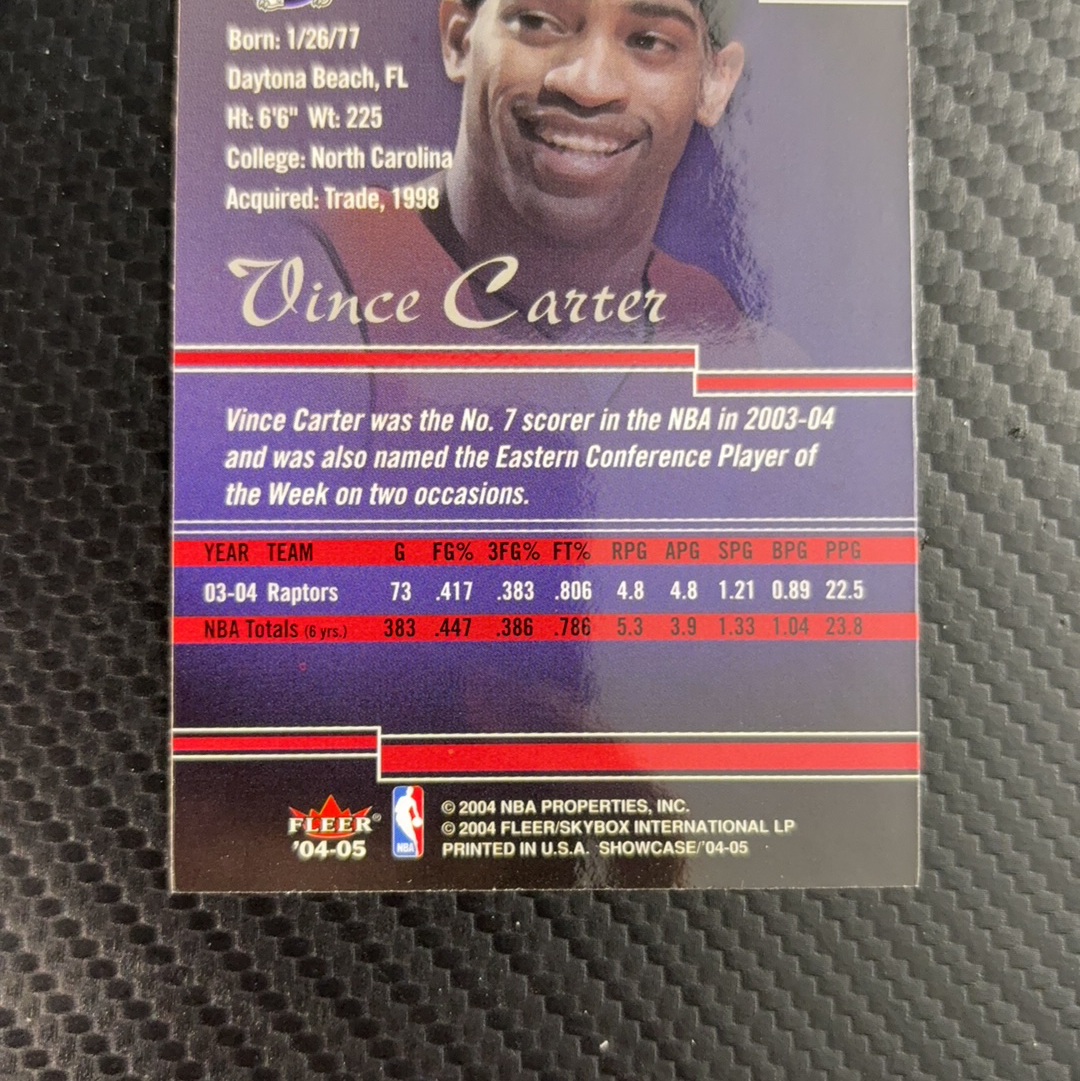 Born: 1/26/77
Daytona Beach, FL
Ht: 6'6" Wt: 225
College: North Carolina
Acquired: Trade, 1998
Vince Carter
Vince Carter was the No. 7 scorer in the NBA in 2003-04
and was also named the Eastern Conference Player of
the Week on two occasions.
YEAR TEAM G FG% 3FG% FT% RPG APG SPG BPG PPG
03-04 Raptors 73 .417 .383 .806 4.8 4.8 1.21 0.89 22.5
NBA Totals (6 yrs.) 383 .447 .386 .786 5.3 3.9 1.33 1.04 23.8
FLEER®
'04-05
NBA
© 2004 NBA PROPERTIES, INC.
© 2004 FLEER/SKYBOX INTERNATIONAL LP
PRINTED IN U.S.A. SHOWCASE/'04-05